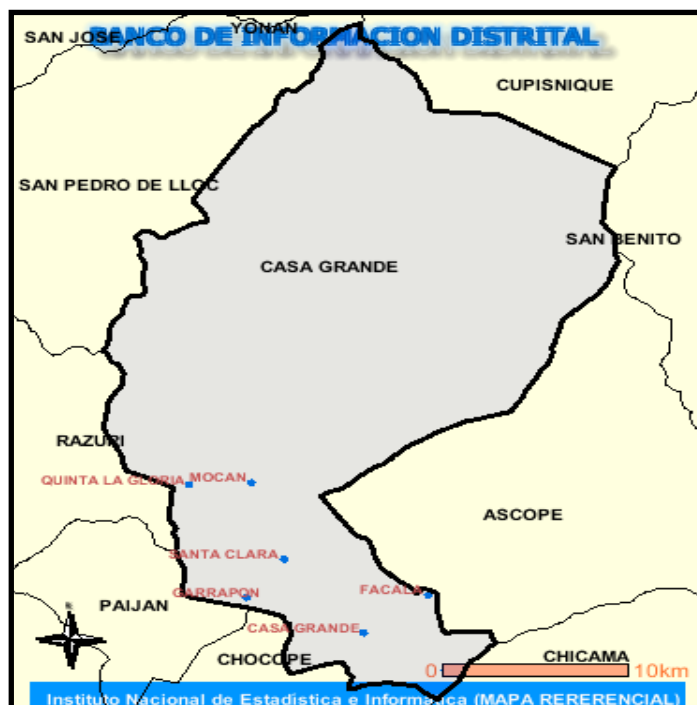 BANCO DE INFORMACION DISTRITAL
YONAN
SAN JOSE
CUPISNIQUE
SAN PEDRO DE LLOC
SAN BENITO
CASA GRANDE
RAZURI
QUINTA LA GLORIA
MOCAN
ASCOPE
SANTA CLARA
FACALA
GARRAPON
PAIJAN
CASA GRANDE
CHOCOPE
CHICAMA
0 10km
Instituto Nacional de Estadística e Informática (MAPA RERERENCIAL)